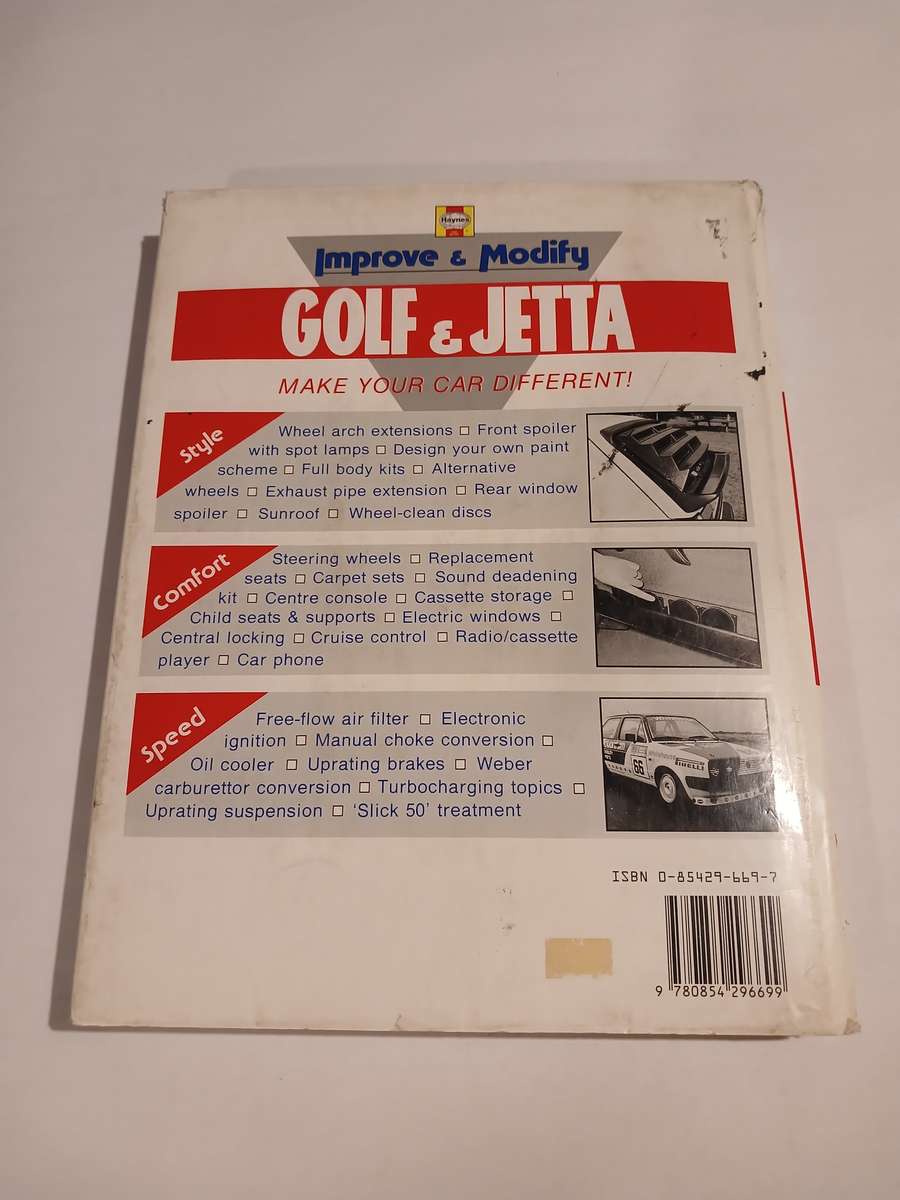 Haynes
Improve & Modify
GOLF & JETTA
MAKE YOUR CAR DIFFERENT!
Style
Wheel arch extensions □ Front spoiler
with spot lamps □ Design your own paint
scheme □ Full body kits □ Alternative
wheels □ Exhaust pipe extension □ Rear window
spoiler □ Sunroof □ Wheel-clean discs
Comfort
Steering wheels □ Replacement
seats □ Carpet sets □ Sound deadening
kit □ Centre console □ Cassette storage □
Child seats & supports □ Electric windows □
Central locking □ Cruise control □ Radio/cassette
player □ Car phone
Speed
Free-flow air filter □ Electronic
ignition □ Manual choke conversion □
Oil cooler □ Uprating brakes □ Weber
carburettor conversion □ Turbocharging topics □
Uprating suspension □ 'Slick 50' treatment
66
PIRELLI
ISBN 0-85429-669-7
9 780854 296699